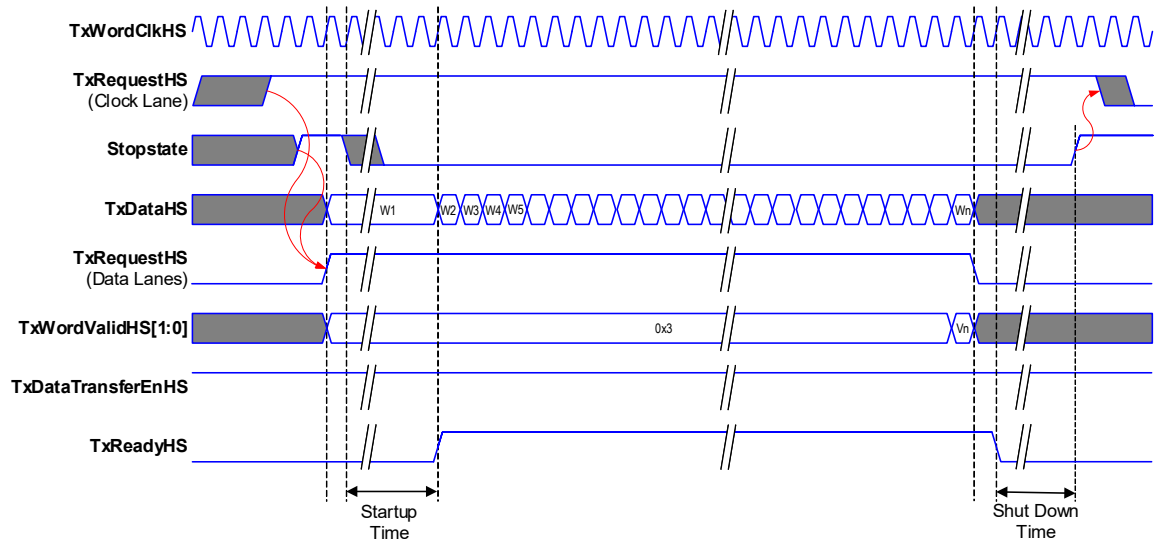 TxWordClkHS
TxRequestHS
(Clock Lane)
Stopstate
TxDataHS
W1
W2
W3
W4
W5
Wn
TxRequestHS
(Data Lanes)
TxWordValidHS[1:0]
0x3
Vn
TxDataTransferEnHS
TxReadyHS
Startup
Time
Shut Down
Time